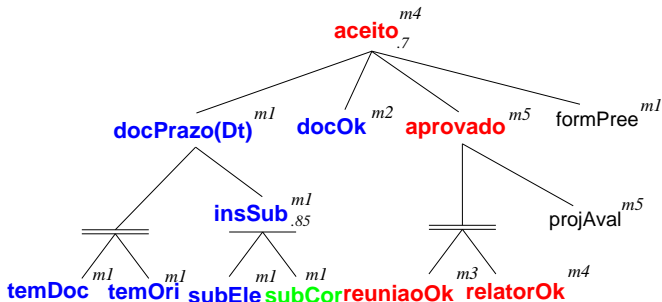 aceito m4 .7
docPrazo(Dt) m1 docOk m2 aprovado m5 formPree m1
insSub m1 .85 projAval m5
temDoc m1 temOri m1 subEle m1 subCor m1 reuniaoOk m3 relatorOk m4